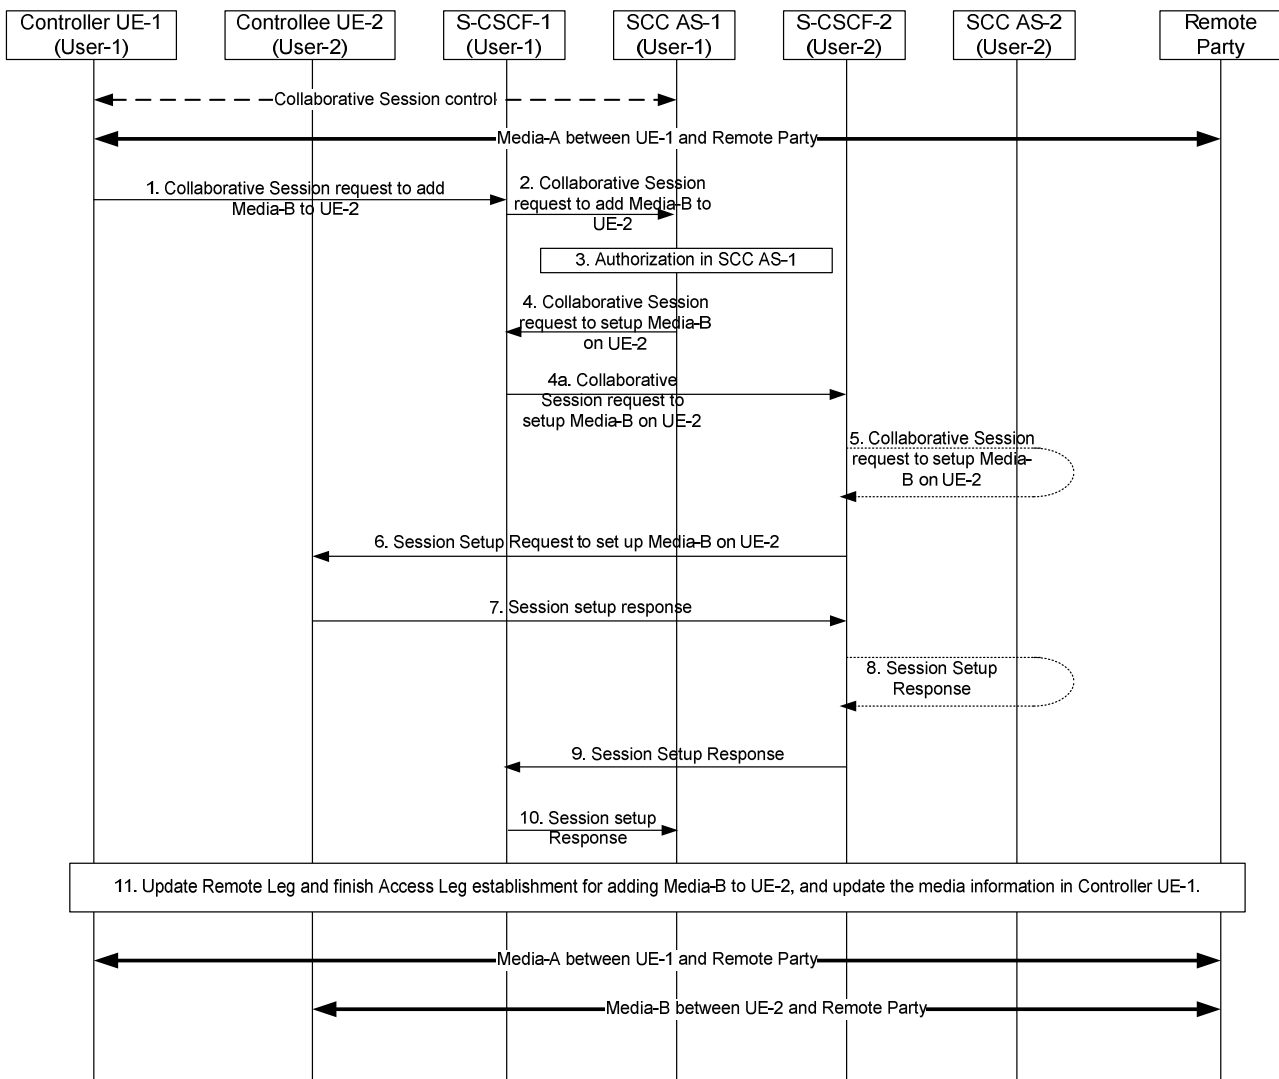 Controller UE-1
(User-1)
Controllee UE-2
(User-2)
S-CSCF-1
(User-1)
SCC AS-1
(User-1)
S-CSCF-2
(User-2)
SCC AS-2
(User-2)
Remote
Party
Collaborative Session control
Media-A between UE-1 and Remote Party
1. Collaborative Session request to add
Media-B to UE-2
2. Collaborative Session
request to add Media-B to
UE-2
3. Authorization in SCC AS-1
4. Collaborative Session
request to setup Media-B
on UE-2
4a. Collaborative
Session request to
setup Media-B on UE-2
5. Collaborative Session
request to setup Media-
B on UE-2
6. Session Setup Request to set up Media-B on UE-2
7. Session setup response
8. Session Setup
Response
9. Session Setup Response
10. Session setup
Response
11. Update Remote Leg and finish Access Leg establishment for adding Media-B to UE-2, and update the media information in Controller UE-1.
Media-A between UE-1 and Remote Party
Media-B between UE-2 and Remote Party